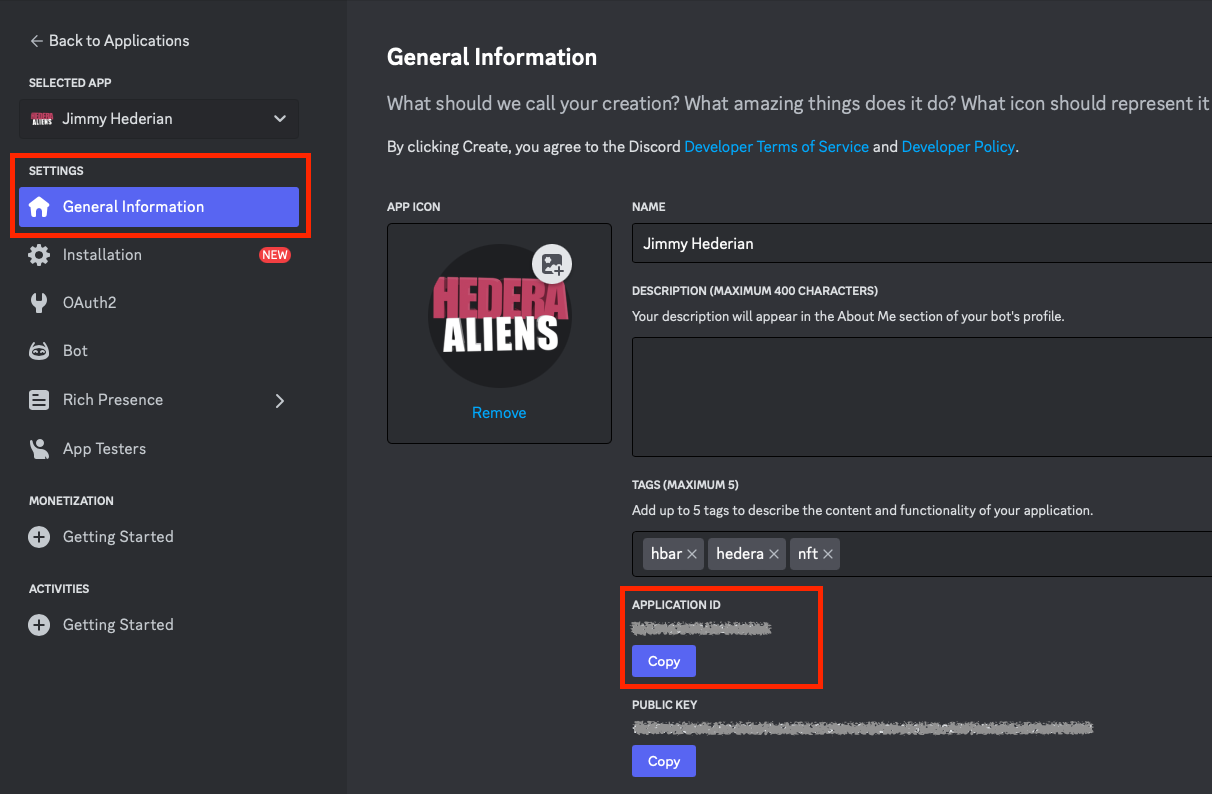 Back to Applications
SELECTED APP
HEDERA
ALIENS
Jimmy Hederian
SETTINGS
General Information
Installation NEW
OAuth2
Bot
Rich Presence
App Testers
MONETIZATION
Getting Started
ACTIVITIES
Getting Started
General Information
What should we call your creation? What amazing things does it do? What icon should represent it
By clicking Create, you agree to the Discord Developer Terms of Service and Developer Policy.
APP ICON
HEDERA
ALIENS
Remove
NAME
Jimmy Hederian
DESCRIPTION (MAXIMUM 400 CHARACTERS)
Your description will appear in the About Me section of your bot's profile.
TAGS (MAXIMUM 5)
Add up to 5 tags to describe the content and functionality of your application.
hbar hedera nft
APPLICATION ID
Copy
PUBLIC KEY
Copy